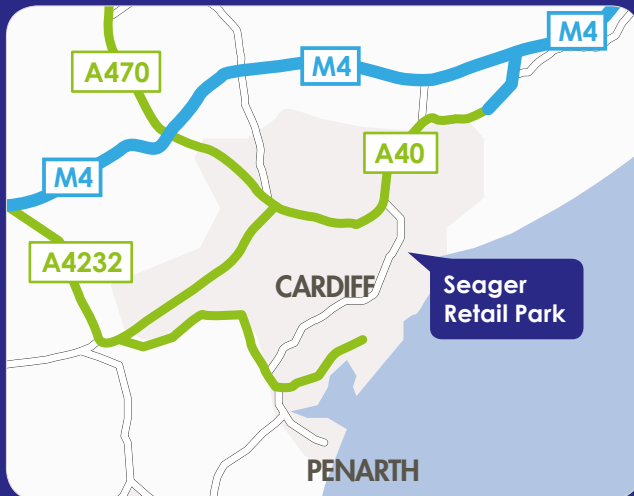 M4
A470
M4
A40
M4
A4232
CARDIFF
Seager
Retail Park
PENARTH